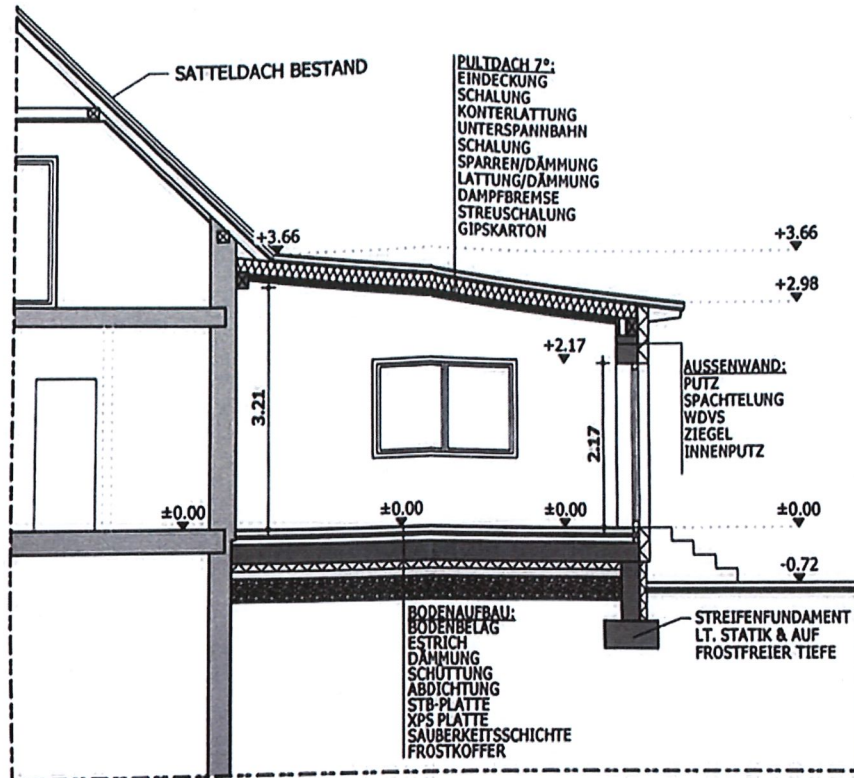 SATTELDACH BESTAND
PULTDACH 7°:
EINDECKUNG
SCHALUNG
KONTERLATTUNG
UNTERSPANNBAHN
SCHALUNG
SPARREN/DÄMMUNG
LATTUNG/DÄMMUNG
DAMPFBREMSE
STREUSCHALUNG
GIPSKARTON
+3.66
+3.66
+2.98
+2.17
3.21
2.17
AUSSENWAND:
PUTZ
SPACHTELUNG
WDVS
ZIEGEL
INNENPUTZ
±0.00
±0.00
±0.00
±0.00
-0.72
BODENAUFBAU:
BODENBELAG
ESTRICH
DÄMMUNG
SCHÜTTUNG
ABDICHTUNG
STB-PLATTE
XPS PLATTE
SAUBERKEITSSCHICHTE
FROSTKOFFER
STREIFENFUNDAMENT
LT. STATIK & AUF
FROSTFREIER TIEFE